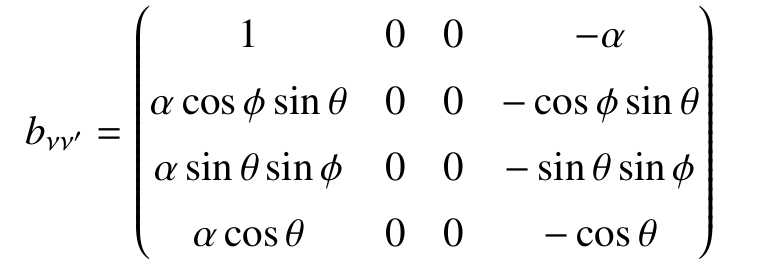 1 0 0 −α
α cos ϕ sin θ 0 0 − cos ϕ sin θ
b_{νν′} =
α sin θ sin ϕ 0 0 − sin θ sin ϕ
α cos θ 0 0 − cos θ